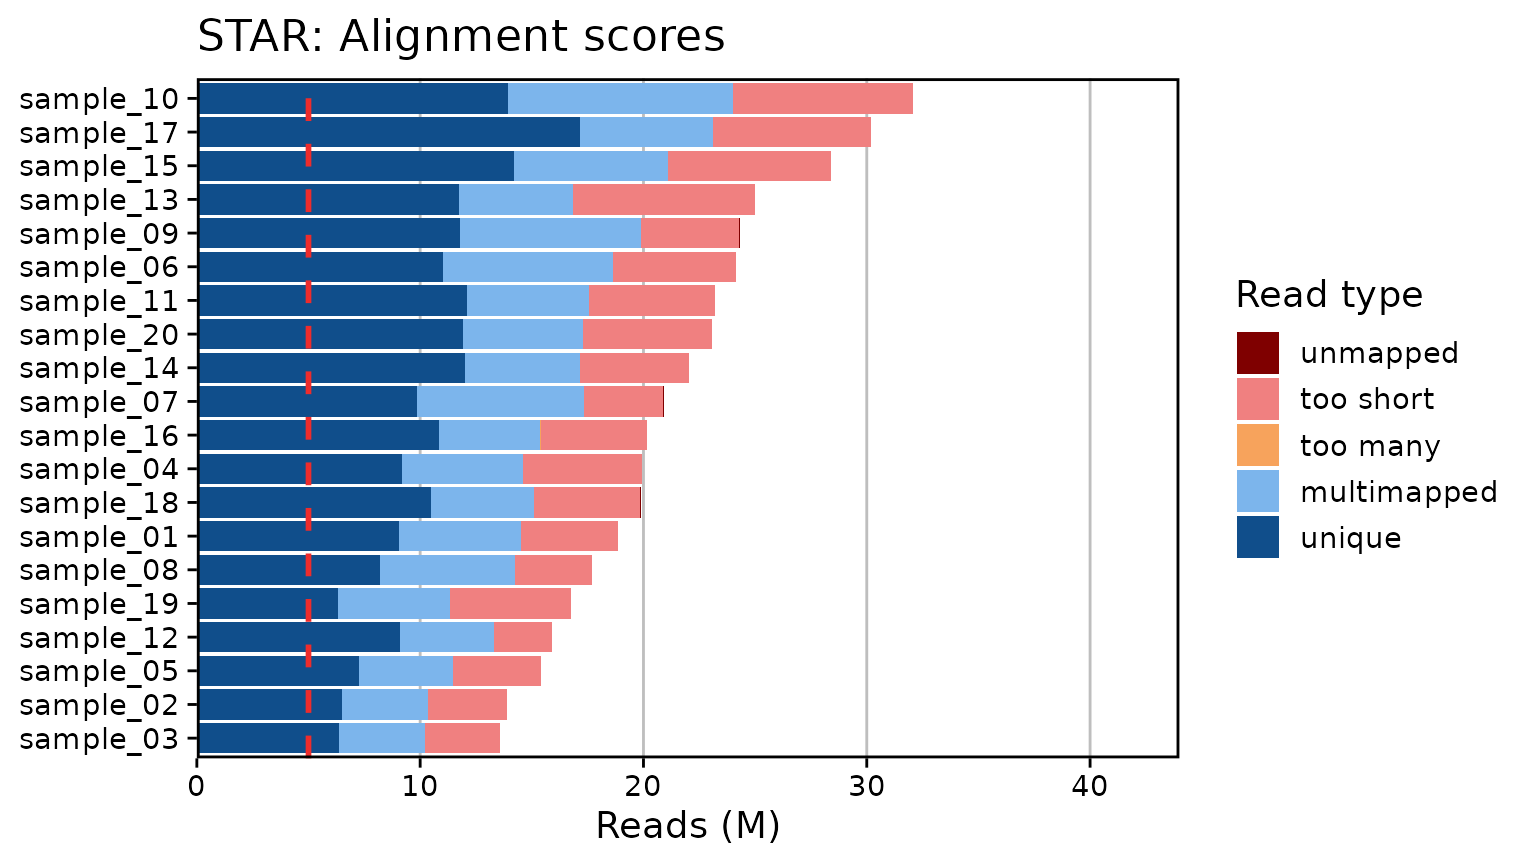 STAR: Alignment scores
sample_10
sample_17
sample_15
sample_13
sample_09
sample_06
sample_11
sample_20
sample_14
sample_07
sample_16
sample_04
sample_18
sample_01
sample_08
sample_19
sample_12
sample_05
sample_02
sample_03
0 10 20 30 40
Reads (M)
Read type
unmapped
too short
too many
multimapped
unique